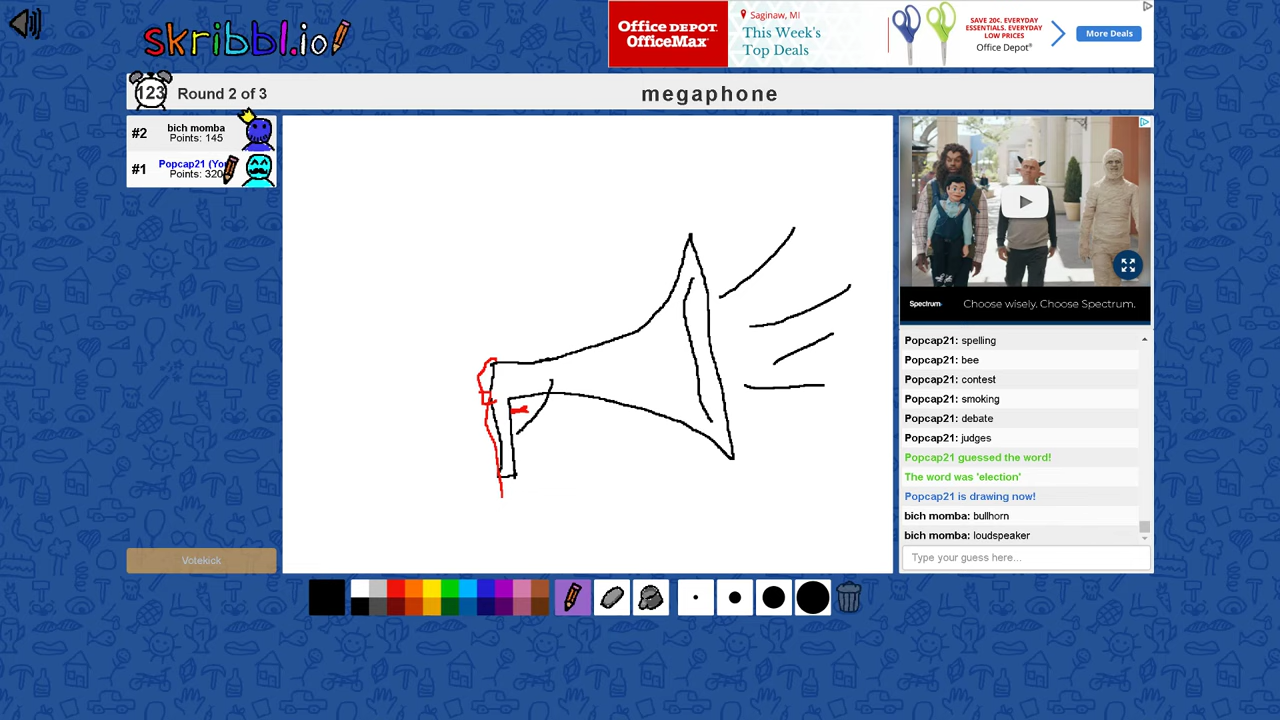 skribbl.io
Office DEPOT
OfficeMax®
Saginaw, MI
This Week's
Top Deals
SAVE 20¢. EVERYDAY
ESSENTIALS. EVERYDAY
LOW PRICES
Office Depot®
More Deals
123
Round 2 of 3
megaphone
#2
bich momba
Points: 145
#1
Popcap21 (You
Points: 320
Spectrum
Choose wisely. Choose Spectrum.
Popcap21: spelling
Popcap21: bee
Popcap21: contest
Popcap21: smoking
Popcap21: debate
Popcap21: judges
Popcap21 guessed the word!
The word was 'election'
Popcap21 is drawing now!
bich momba: bullhorn
bich momba: loudspeaker
Votekick
Type your guess here...